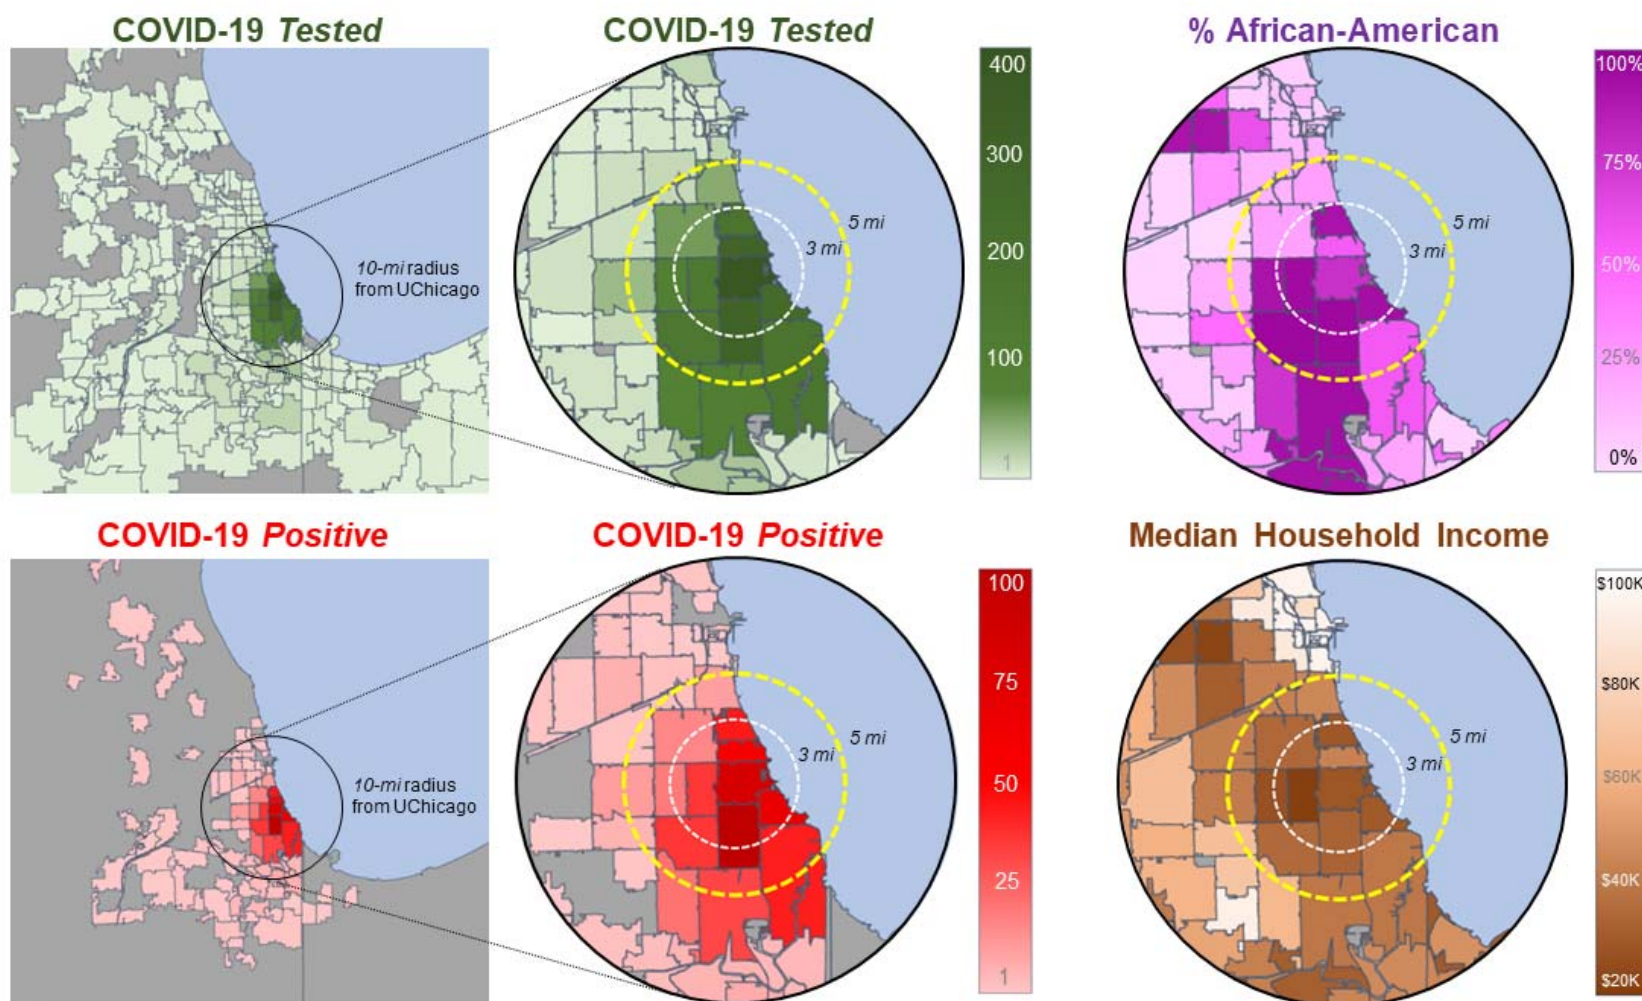 COVID-19 Tested
COVID-19 Tested
% African-American
10-mi radius
from UChicago
5 mi
3 mi
400
300
200
100
1
5 mi
3 mi
100%
75%
50%
25%
0%
COVID-19 Positive
COVID-19 Positive
Median Household Income
10-mi radius
from UChicago
5 mi
3 mi
100
75
50
25
1
5 mi
3 mi
$100K
$80K
$60K
$40K
$20K